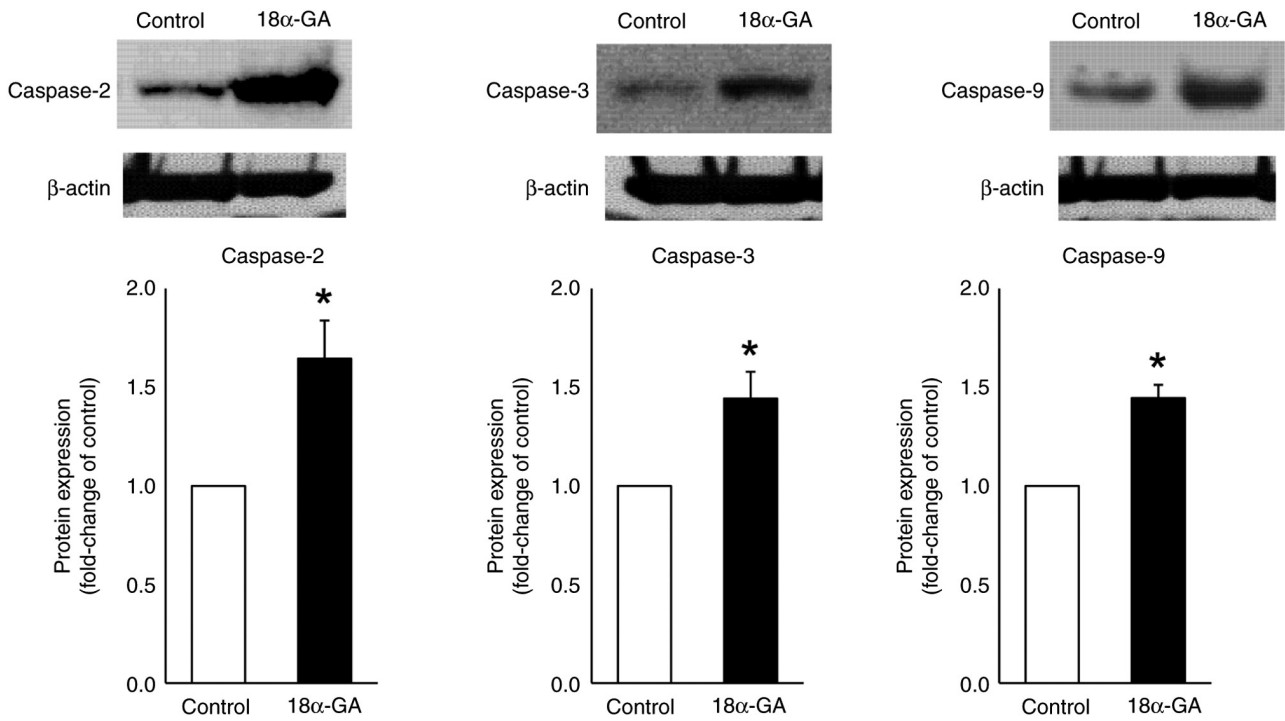 Control 18α-GA
Caspase-2
β-actin
Control 18α-GA
Caspase-3
β-actin
Control 18α-GA
Caspase-9
β-actin
Caspase-2
Protein expression
(fold-change of control)
2.0
1.5
1.0
0.5
0.0
*
Control 18α-GA
Caspase-3
Protein expression
(fold-change of control)
2.0
1.5
1.0
0.5
0.0
*
Control 18α-GA
Caspase-9
Protein expression
(fold-change of control)
2.0
1.5
1.0
0.5
0.0
*
Control 18α-GA